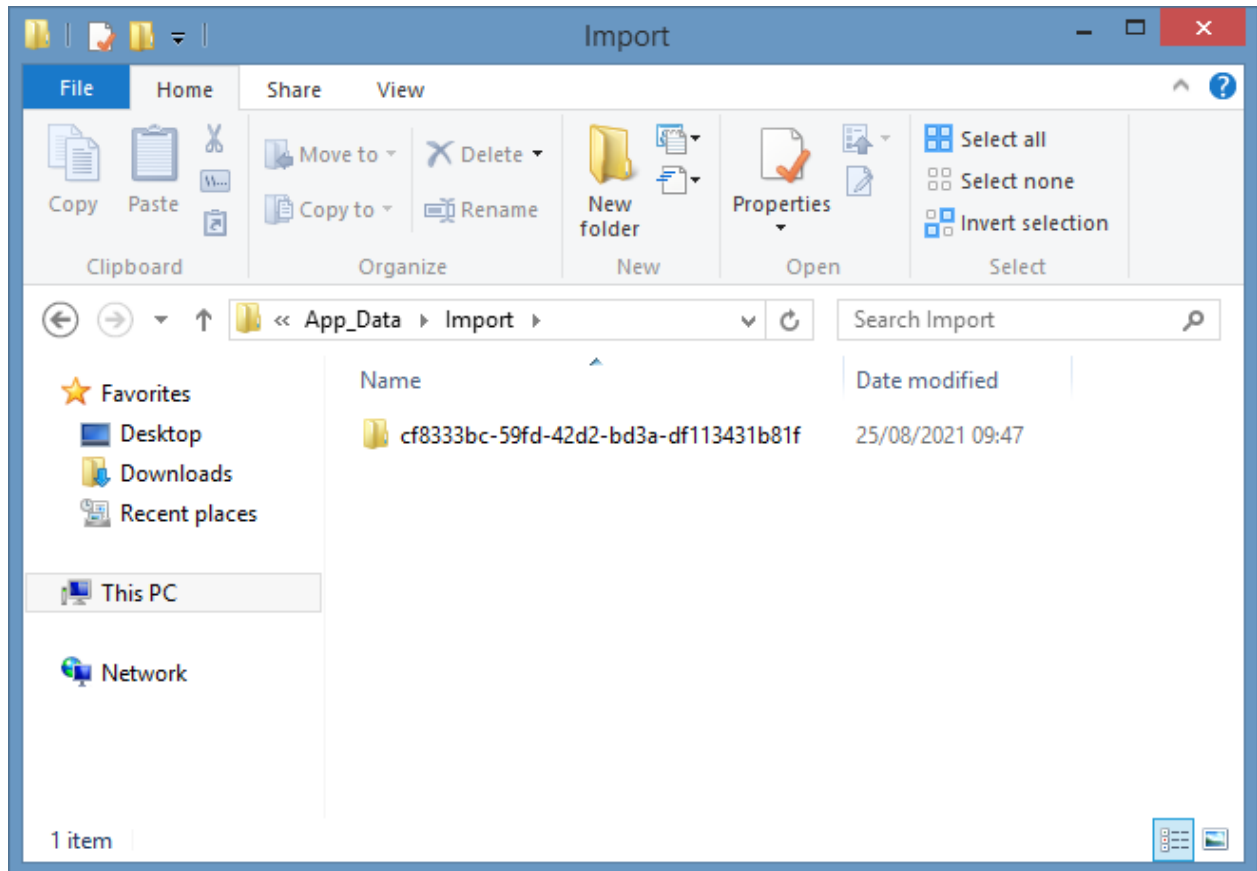 Import
File Home Share View
Copy Paste
Move to Delete
Copy to Rename
New folder
Properties
Select all
Select none
Invert selection
Clipboard Organize New Open Select
« App_Data Import
Search Import
Name Date modified
Favorites
Desktop
Downloads
Recent places
This PC
Network
cf8333bc-59fd-42d2-bd3a-df113431b81f 25/08/2021 09:47
1 item